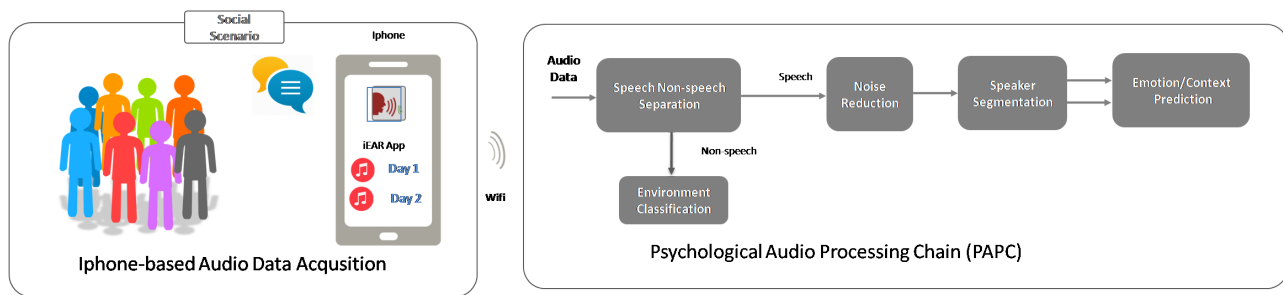 Social
Scenario
Iphone
iEAR App
Day 1
Day 2
Wifi
Iphone-based Audio Data Acqusition
Audio
Data
Speech Non-speech
Separation
Speech
Noise
Reduction
Speaker
Segmentation
Emotion/Context
Prediction
Non-speech
Environment
Classification
Psychological Audio Processing Chain (PAPC)